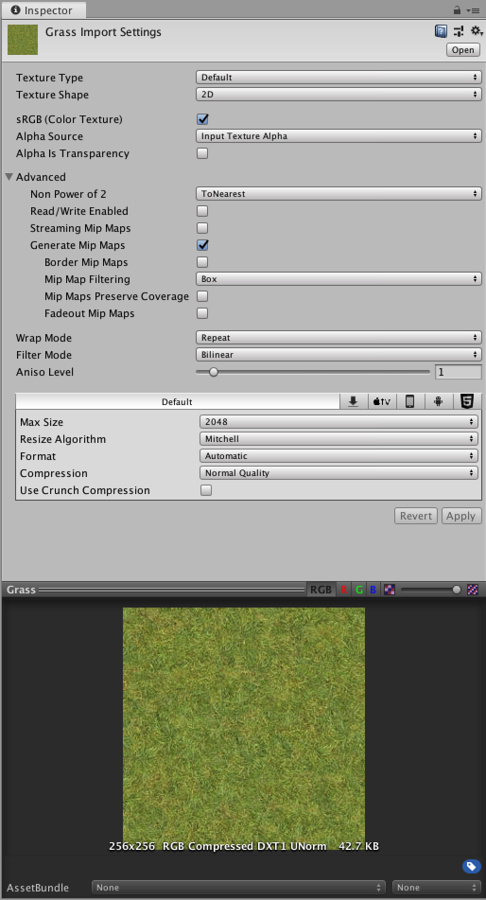 Inspector
Grass Import Settings
Open
Texture Type Default
Texture Shape 2D
sRGB (Color Texture)
Alpha Source Input Texture Alpha
Alpha Is Transparency
Advanced
Non Power of 2 ToNearest
Read/Write Enabled
Streaming Mip Maps
Generate Mip Maps
Border Mip Maps
Mip Map Filtering Box
Mip Maps Preserve Coverage
Fadeout Mip Maps
Wrap Mode Repeat
Filter Mode Bilinear
Aniso Level 1
Default tv 5
Max Size 2048
Resize Algorithm Mitchell
Format Automatic
Compression Normal Quality
Use Crunch Compression
Revert Apply
Grass RGB R G B
256x256 RGB Compressed DXT1 UNorm 42.7 KB
AssetBundle None None